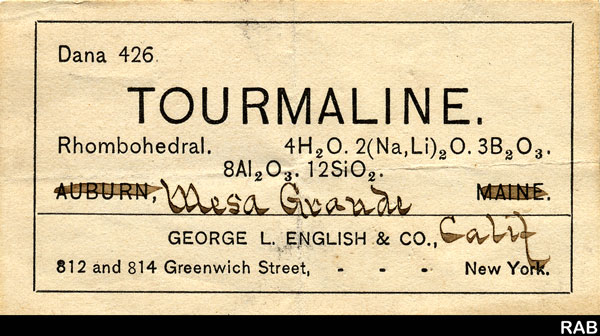 Dana 426.
TOURMALINE.
Rhombohedral. 4H₂O. 2(Na,Li)₂O. 3B₂O₃.
8Al₂O₃. 12SiO₂.
AUBURN, Mesa Grande MAINE.
GEORGE L. ENGLISH & CO., Calif
812 and 814 Greenwich Street, - - - New York.
RAB